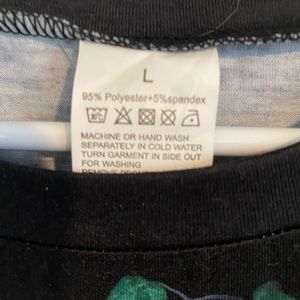 L
95% Polyester+5%spandex
MACHINE OR HAND WASH
SEPARATELY IN COLD WATER
TURN GARMENT IN SIDE OUT
FOR WASHING